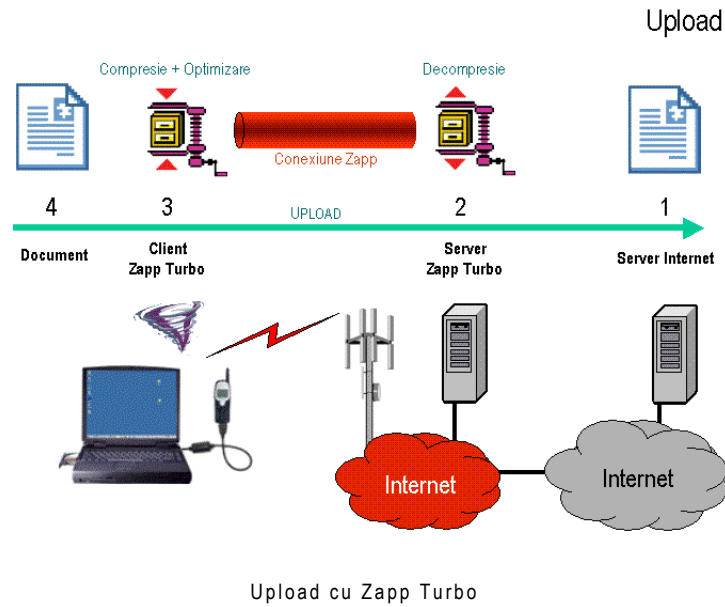 Upload
Compresie + Optimizare
Decompresie
Conexiune Zapp
4
3
UPLOAD
2
1
Document
Client
Zapp Turbo
Server
Zapp Turbo
Server Internet
Internet
Internet
Upload cu Zapp Turbo